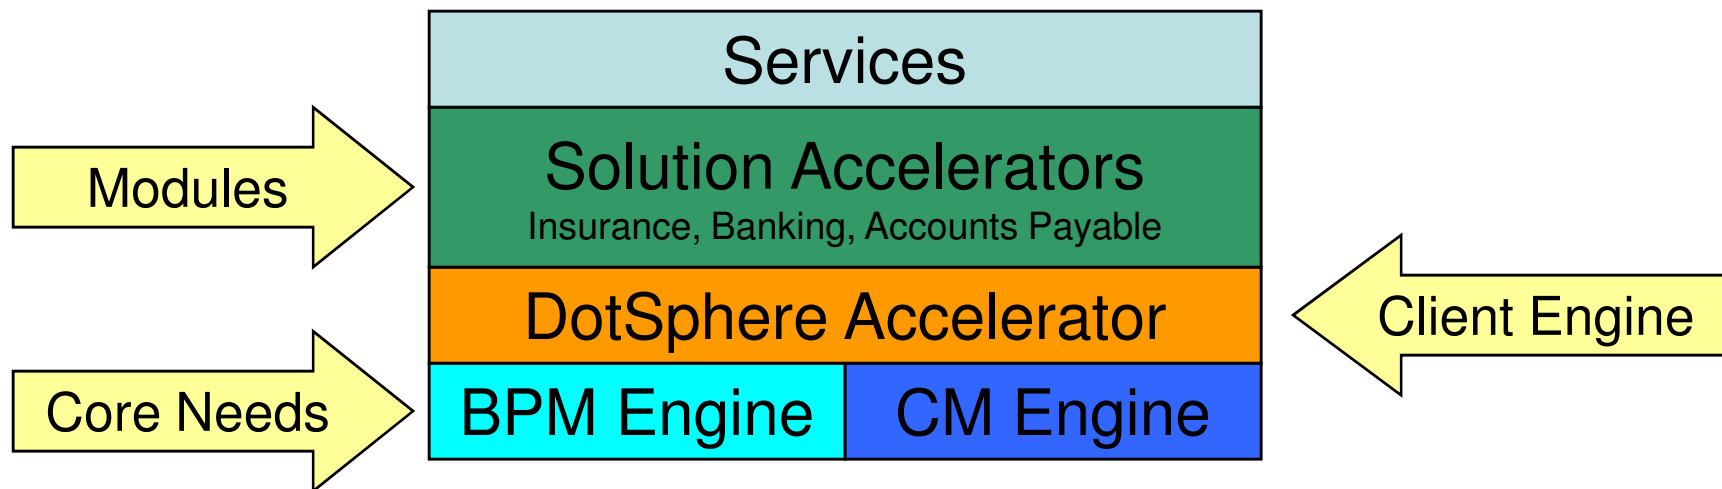 Services
Modules
Solution Accelerators
Insurance, Banking, Accounts Payable
DotSphere Accelerator
Client Engine
Core Needs
BPM Engine
CM Engine